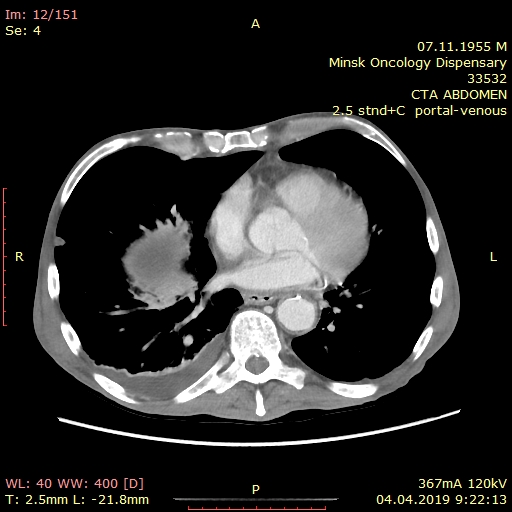 Im: 12/151
Se: 4
A
07.11.1955 M
Minsk Oncology Dispensary
33532
CTA ABDOMEN
2.5 stnd+C portal-venous
R
L
WL: 40 WW: 400 [D]
T: 2.5mm L: -21.8mm
P
367mA 120kV
04.04.2019 9:22:13